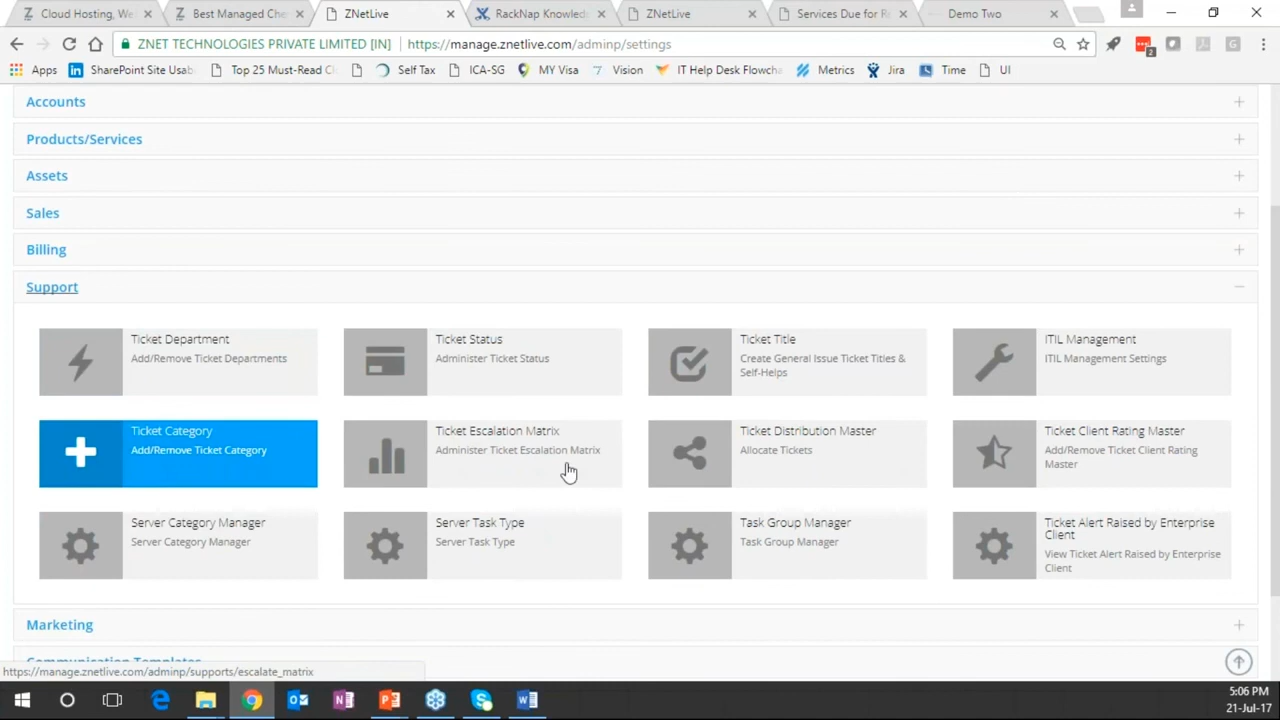 Cloud Hosting, We
Best Managed Che
ZNetLive
RackNap Knowled
ZNetLive
Services Due for R
Demo Two
ZNET TECHNOLOGIES PRIVATE LIMITED [IN]
https://manage.znetlive.com/adminp/settings
Apps
SharePoint Site Usab
Top 25 Must-Read Cl
Self Tax
ICA-SG
MY Visa
Vision
IT Help Desk Flowcha
Metrics
Jira
Time
UI
Accounts
Products/Services
Assets
Sales
Billing
Support
Ticket Department
Add/Remove Ticket Departments
Ticket Status
Administer Ticket Status
Ticket Title
Create General Issue Ticket Titles &
Self-Helps
ITIL Management
ITIL Management Settings
Ticket Category
Add/Remove Ticket Category
Ticket Escalation Matrix
Administer Ticket Escalation Matrix
Ticket Distribution Master
Allocate Tickets
Ticket Client Rating Master
Add/Remove Ticket Client Rating
Master
Server Category Manager
Server Category Manager
Server Task Type
Server Task Type
Task Group Manager
Task Group Manager
Ticket Alert Raised by Enterprise
Client
View Ticket Alert Raised by Enterprise
Client
Marketing
Communication Templates
https://manage.znetlive.com/adminp/supports/escalate_matrix
5:06 PM
21-Jul-17